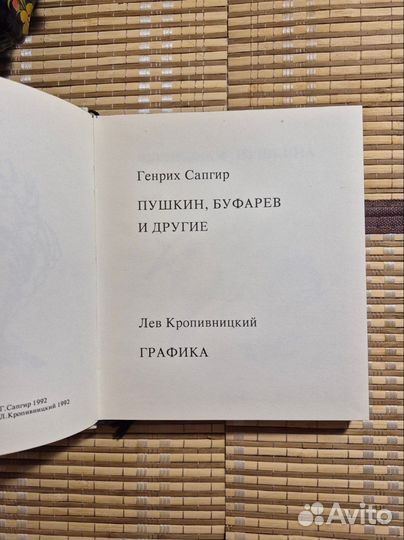 Генрих Сапгир
ПУШКИН, БУФАРЕВ
И ДРУГИЕ
Лев Кропивницкий
ГРАФИКА
Г. Сапгир 1992
Л. Кропивницкий 1992
Avito